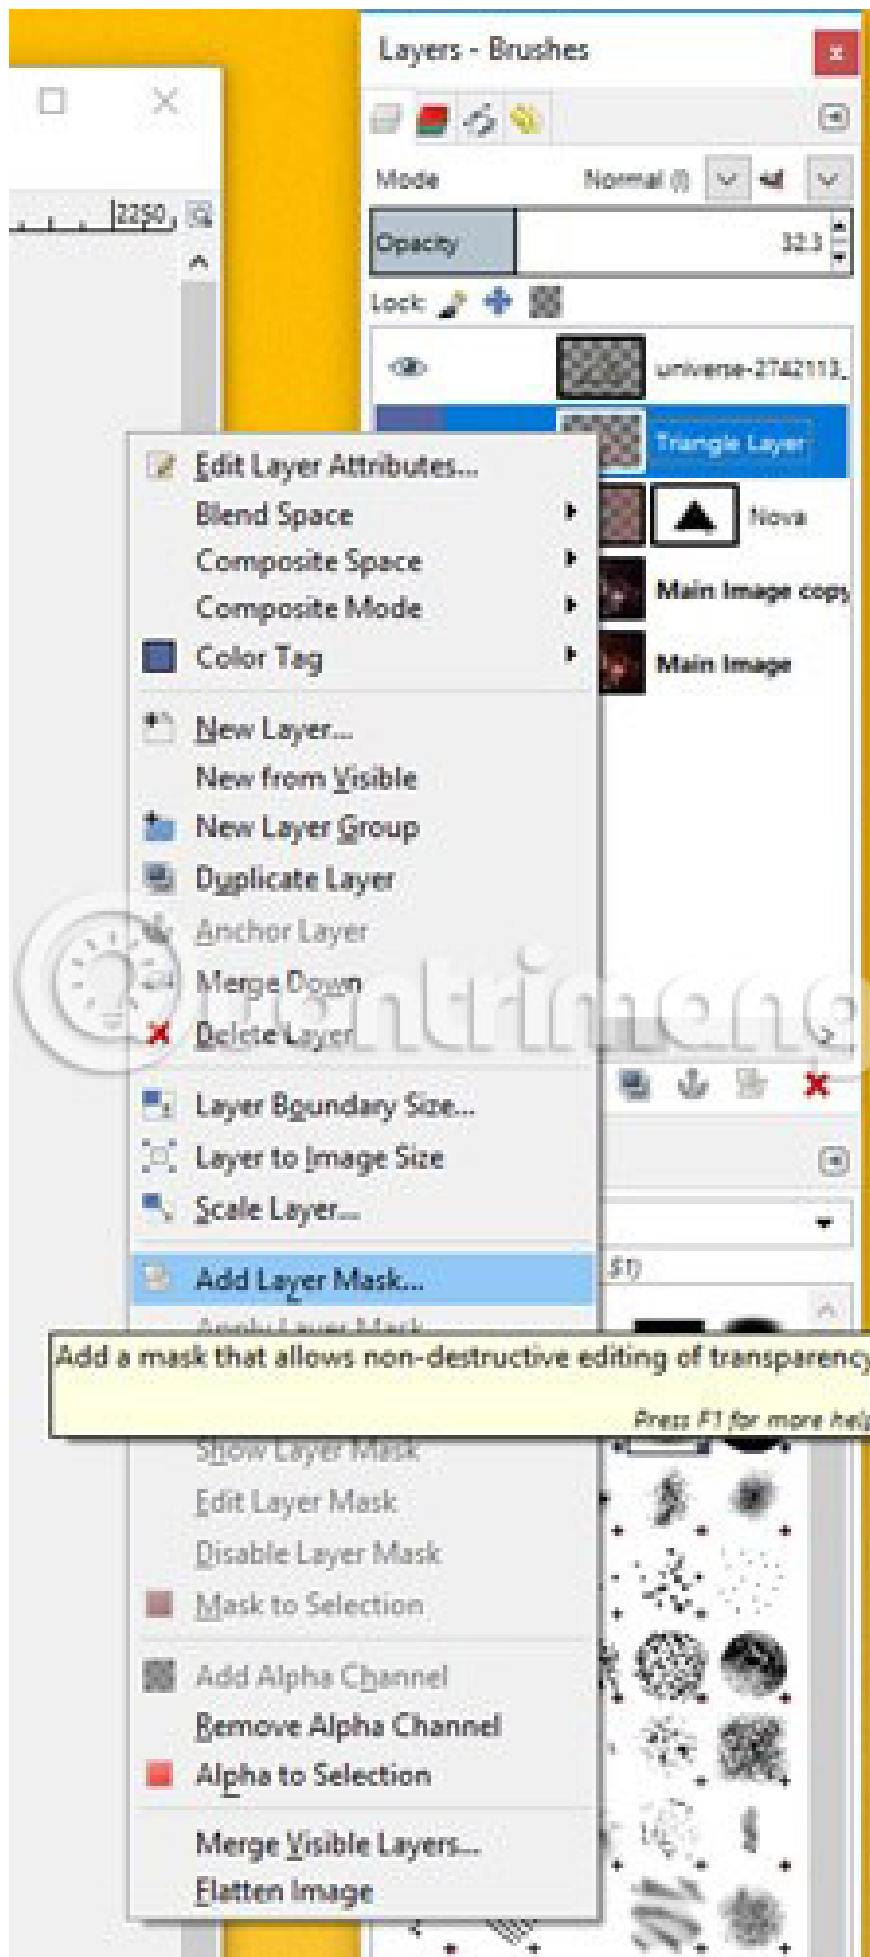 Layers - Brushes
Mode
Normal (l)
2250
Opacity
32.3
Lock:
universe-2742113_
Triangle Layer
Edit Layer Attributes...
Blend Space
Nova
Composite Space
Main Image copy
Composite Mode
Color Tag
Main Image
New Layer...
New from Visible
New Layer Group
Duplicate Layer
Anchor Layer
Merge Down
Delete Layer
Layer Boundary Size...
Layer to Image Size
Scale Layer...
51)
Add Layer Mask...
Apply Layer Mask
Add a mask that allows non-destructive editing of transparency
Press F1 for more help
Show Layer Mask
Edit Layer Mask
Disable Layer Mask
Mask to Selection
Add Alpha Channel
Remove Alpha Channel
Alpha to Selection
Merge Visible Layers...
Flatten Image